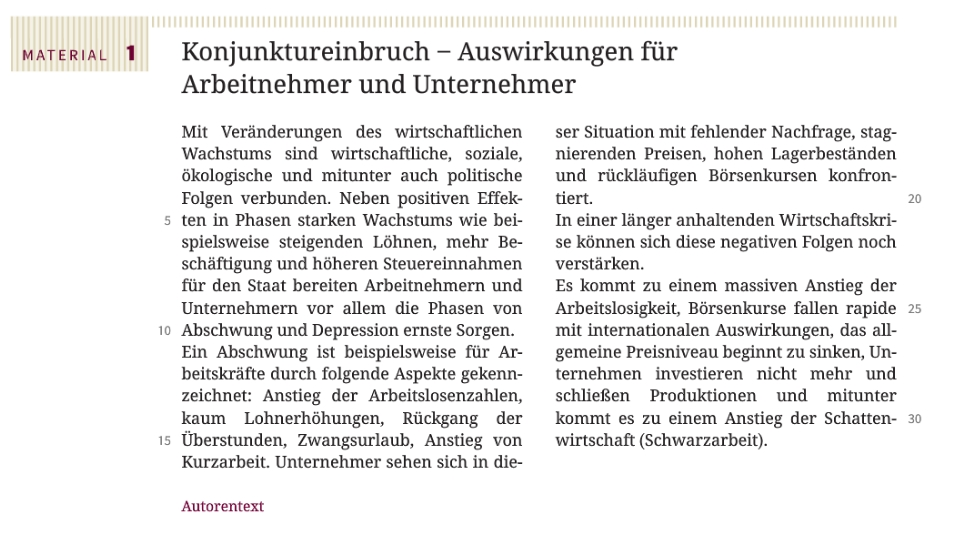 MATERIAL 1
Konjunktureinbruch – Auswirkungen für
Arbeitnehmer und Unternehmer
Mit Veränderungen des wirtschaftlichen
Wachstums sind wirtschaftliche, soziale,
ökologische und mitunter auch politische
Folgen verbunden. Neben positiven Effek-
5 ten in Phasen starken Wachstums wie bei-
spielsweise steigenden Löhnen, mehr Be-
schäftigung und höheren Steuereinnahmen
für den Staat bereiten Arbeitnehmern und
Unternehmern vor allem die Phasen von
10 Abschwung und Depression ernste Sorgen.
Ein Abschwung ist beispielsweise für Ar-
beitskräfte durch folgende Aspekte gekenn-
zeichnet: Anstieg der Arbeitslosenzahlen,
kaum Lohnerhöhungen, Rückgang der
15 Überstunden, Zwangsurlaub, Anstieg von
Kurzarbeit. Unternehmer sehen sich in die-
ser Situation mit fehlender Nachfrage, stag-
nierenden Preisen, hohen Lagerbeständen
und rückläufigen Börsenkursen konfron-
tiert. 20
In einer länger anhaltenden Wirtschaftskri-
se können sich diese negativen Folgen noch
verstärken.
Es kommt zu einem massiven Anstieg der
Arbeitslosigkeit, Börsenkurse fallen rapide 25
mit internationalen Auswirkungen, das all-
gemeine Preisniveau beginnt zu sinken, Un-
ternehmen investieren nicht mehr und
schließen Produktionen und mitunter
kommt es zu einem Anstieg der Schatten- 30
wirtschaft (Schwarzarbeit).
Autorentext